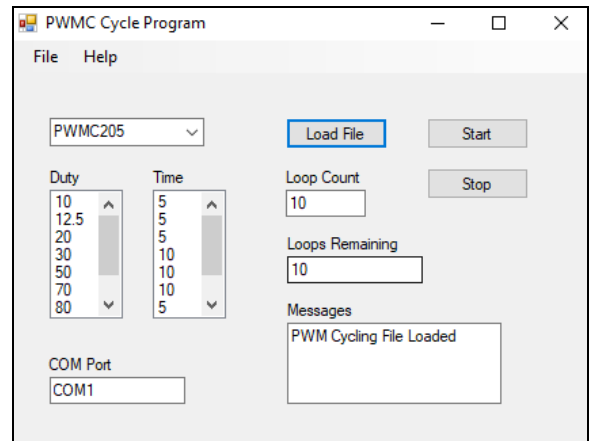 PWMC Cycle Program
File Help
PWMC205
Load File
Start
Duty
Time
Loop Count
Stop
10
12.5
20
30
50
70
80
5
5
5
10
10
10
5
10
Loops Remaining
10
Messages
PWM Cycling File Loaded
COM Port
COM1